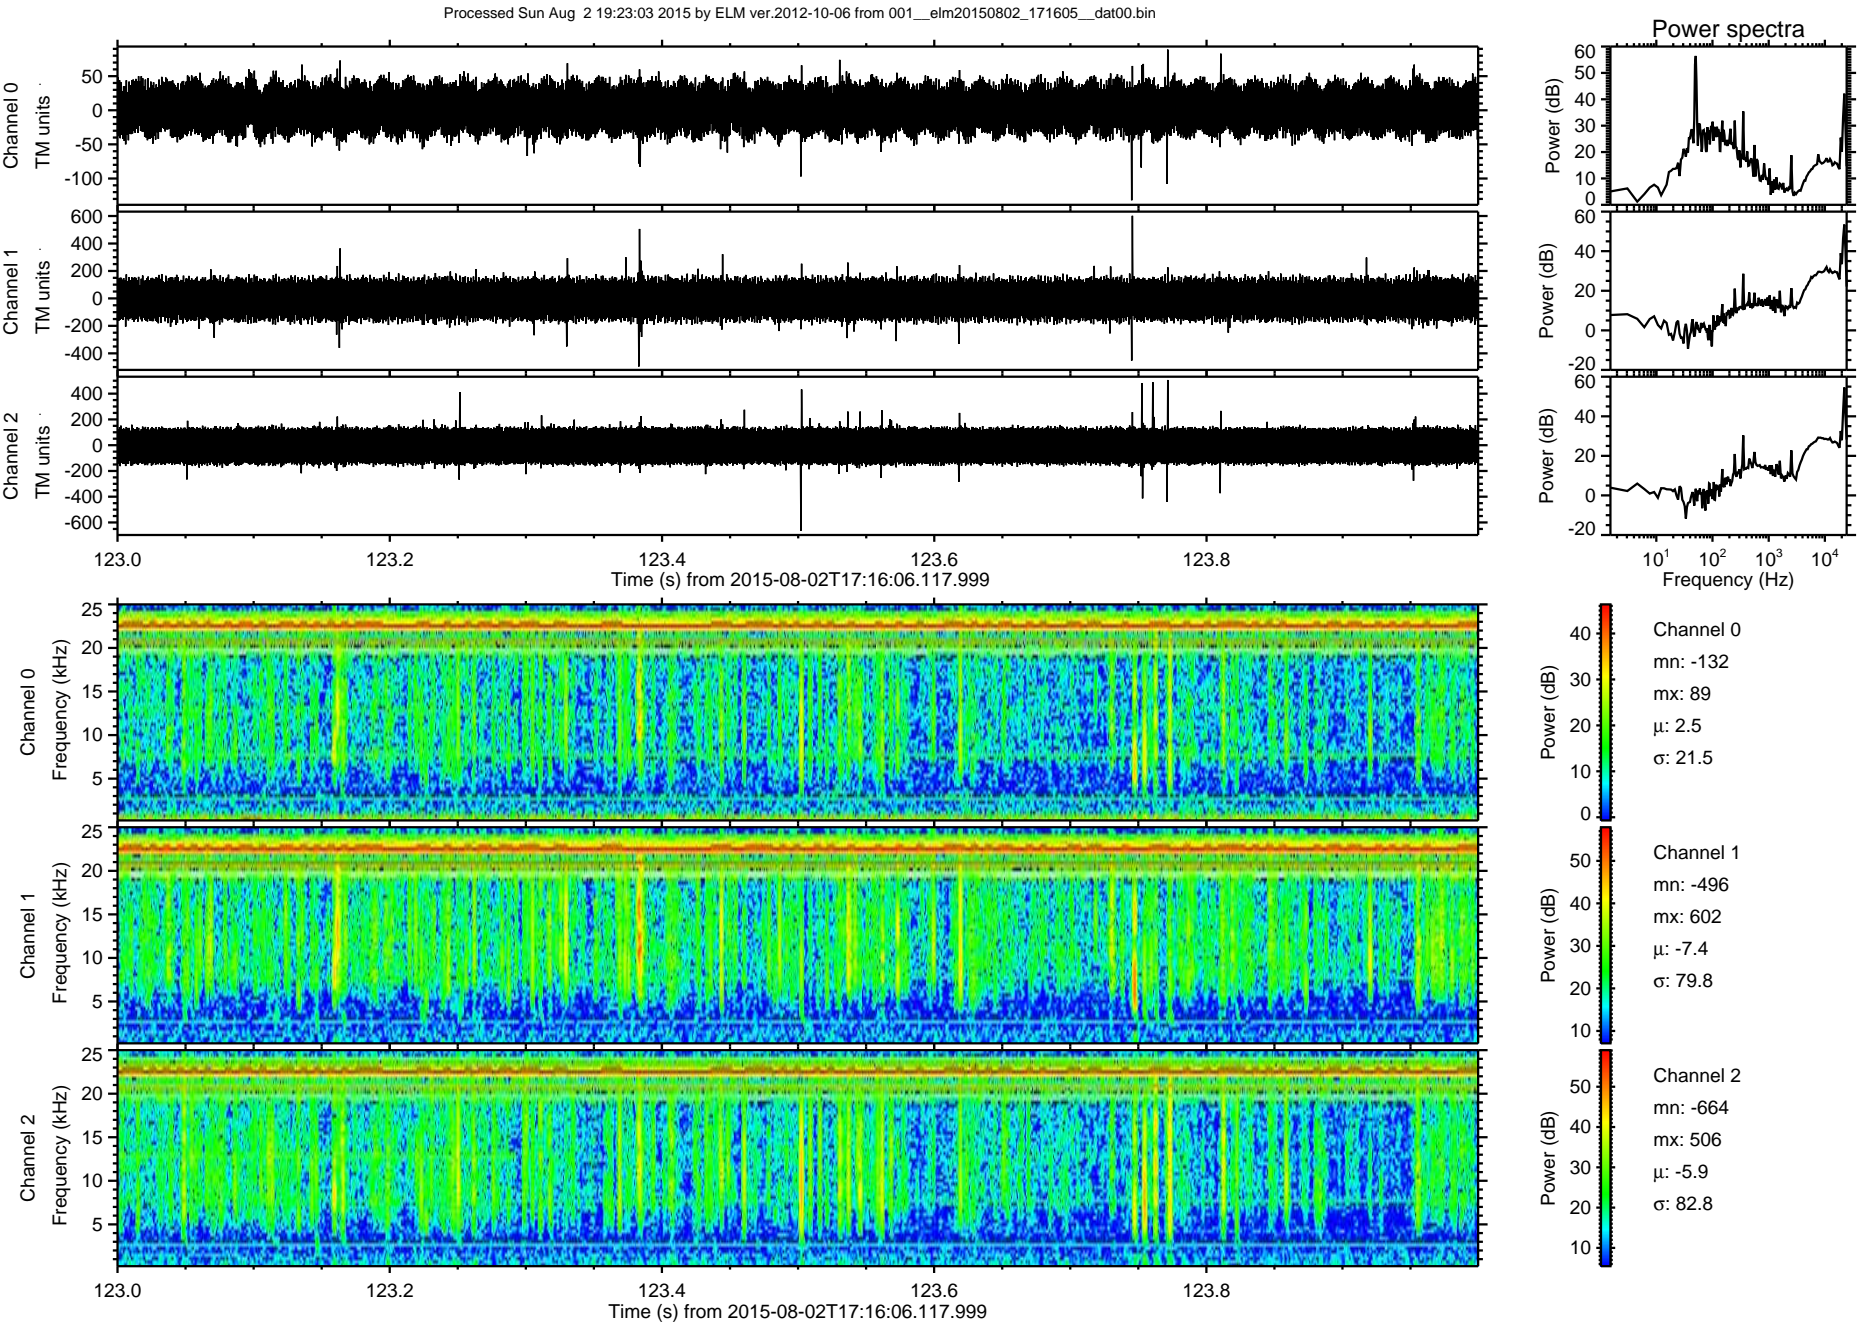 Processed Sun Aug  2 19:23:03 2015 by ELM ver.2012-10-06 from 001__elm20150802_171605__dat00.bin
Power spectra
Channel 0
TM units
50
0
-50
-100
Power (dB)
60
50
40
30
20
10
0
Channel 1
TM units
600
400
200
0
-200
-400
Power (dB)
60
40
20
0
-20
Channel 2
TM units
400
200
0
-200
-400
-600
Power (dB)
60
40
20
0
-20
123.0 123.2 123.4 123.6 123.8
Time (s) from 2015-08-02T17:16:06.117.999
10^1 10^2 10^3 10^4
Frequency (Hz)
Channel 0
Frequency (kHz)
25
20
15
10
5
Power (dB)
40
30
20
10
0
Channel 0
mn: -132
mx: 89
μ: 2.5
σ: 21.5
Channel 1
Frequency (kHz)
25
20
15
10
5
Power (dB)
50
40
30
20
10
Channel 1
mn: -496
mx: 602
μ: -7.4
σ: 79.8
Channel 2
Frequency (kHz)
25
20
15
10
5
Power (dB)
50
40
30
20
10
Channel 2
mn: -664
mx: 506
μ: -5.9
σ: 82.8
123.0 123.2 123.4 123.6 123.8
Time (s) from 2015-08-02T17:16:06.117.999